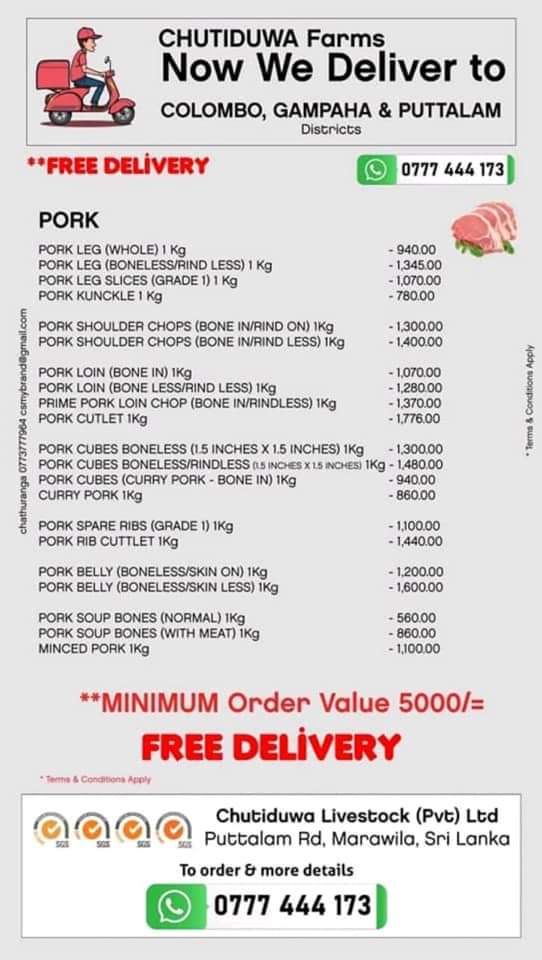 CHUTIDUWA Farms
Now We Deliver to
COLOMBO, GAMPAHA & PUTTALAM
Districts
**FREE DELİVERY
0777 444 173
PORK
PORK LEG (WHOLE) 1 Kg - 940.00
PORK LEG (BONELESS/RIND LESS) 1 Kg - 1,345.00
PORK LEG SLICES (GRADE 1) 1 Kg - 1,070.00
PORK KUNCKLE 1 Kg - 780.00
PORK SHOULDER CHOPS (BONE IN/RIND ON) 1Kg - 1,300.00
PORK SHOULDER CHOPS (BONE IN/RIND LESS) 1Kg - 1,400.00
PORK LOIN (BONE IN) 1Kg - 1,070.00
PORK LOIN (BONE LESS/RIND LESS) 1Kg - 1,280.00
PRIME PORK LOIN CHOP (BONE IN/RINDLESS) 1Kg - 1,370.00
PORK CUTLET 1Kg - 1,776.00
PORK CUBES BONELESS (1.5 INCHES X 1.5 INCHES) 1Kg - 1,300.00
PORK CUBES BONELESS/RINDLESS (1.5 INCHES X 1.5 INCHES) 1Kg - 1,480.00
PORK CUBES (CURRY PORK - BONE IN) 1Kg - 940.00
CURRY PORK 1Kg - 860.00
PORK SPARE RIBS (GRADE 1) 1Kg - 1,100.00
PORK RIB CUTTLET 1Kg - 1,440.00
PORK BELLY (BONELESS/SKIN ON) 1Kg - 1,200.00
PORK BELLY (BONELESS/SKIN LESS) 1Kg - 1,600.00
PORK SOUP BONES (NORMAL) 1Kg - 560.00
PORK SOUP BONES (WITH MEAT) 1Kg - 860.00
MINCED PORK 1Kg - 1,100.00
chathuranga 0773777964 csmybrand@gmail.com
* Terms & Conditions Apply
**MINIMUM Order Value 5000/=
FREE DELİVERY
* Terms & Conditions Apply
SGS SGS SGS SGS
Chutiduwa Livestock (Pvt) Ltd
Puttalam Rd, Marawila, Sri Lanka
To order & more details
0777 444 173